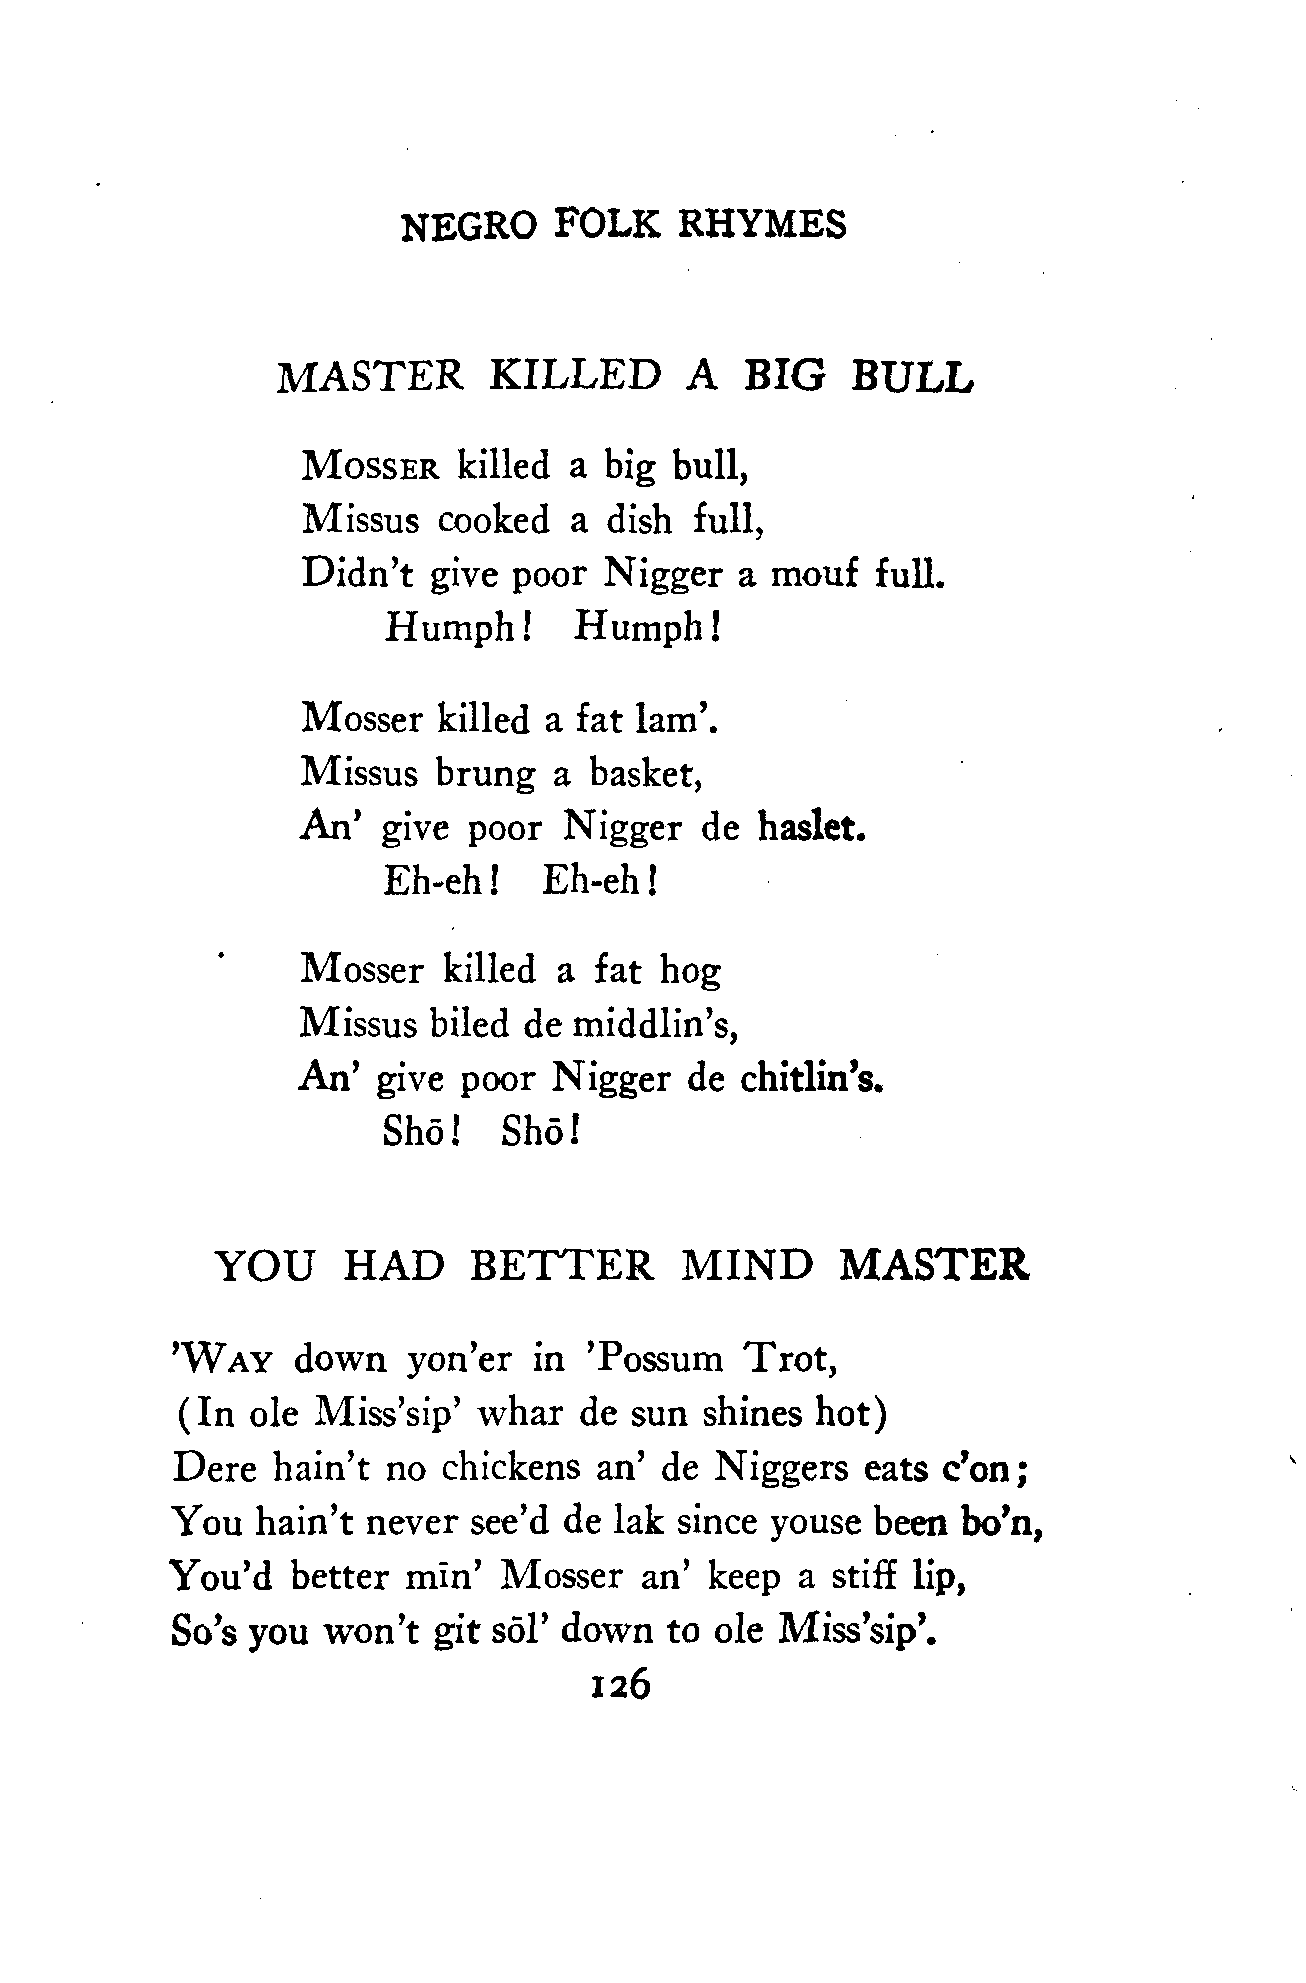 NEGRO FOLK RHYMES
MASTER KILLED A BIG BULL
MOSSER killed a big bull,
Missus cooked a dish full,
Didn't give poor Nigger a mouf full.
Humph! Humph!
Mosser killed a fat lam'.
Missus brung a basket,
An' give poor Nigger de haslet.
Eh-eh! Eh-eh!
Mosser killed a fat hog
Missus biled de middlin's,
An' give poor Nigger de chitlin's.
Shō! Shō!
YOU HAD BETTER MIND MASTER
'WAY down yon'er in 'Possum Trot,
(In ole Miss'sip' whar de sun shines hot)
Dere hain't no chickens an' de Niggers eats c'on;
You hain't never see'd de lak since youse been bo'n,
You'd better mīn' Mosser an' keep a stiff lip,
So's you won't git sōl' down to ole Miss'sip'.
126